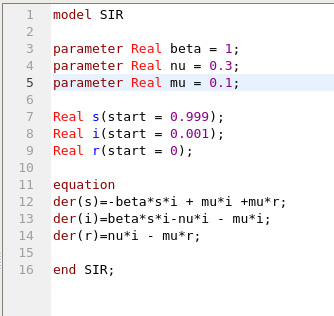 1 model SIR
2
3 parameter Real beta = 1;
4 parameter Real nu = 0.3;
5 parameter Real mu = 0.1;
6
7 Real s(start = 0.999);
8 Real i(start = 0.001);
9 Real r(start = 0);
10
11 equation
12 der(s)=-beta*s*i + mu*i +mu*r;
13 der(i)=beta*s*i-nu*i - mu*i;
14 der(r)=nu*i - mu*r;
15
16 end SIR;